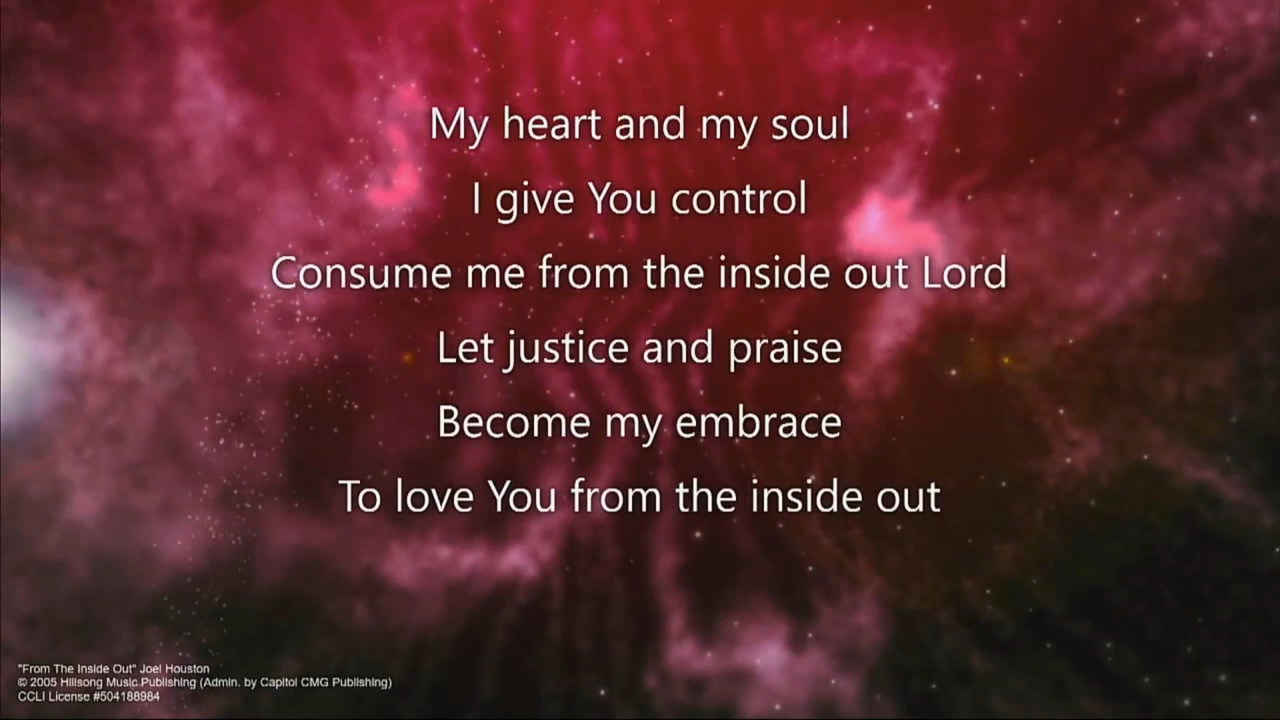 My heart and my soul
I give You control
Consume me from the inside out Lord
Let justice and praise
Become my embrace
To love You from the inside out
"From The Inside Out" Joel Houston
© 2005 Hillsong Music Publishing (Admin. by Capitol CMG Publishing)
CCLI License #504188984